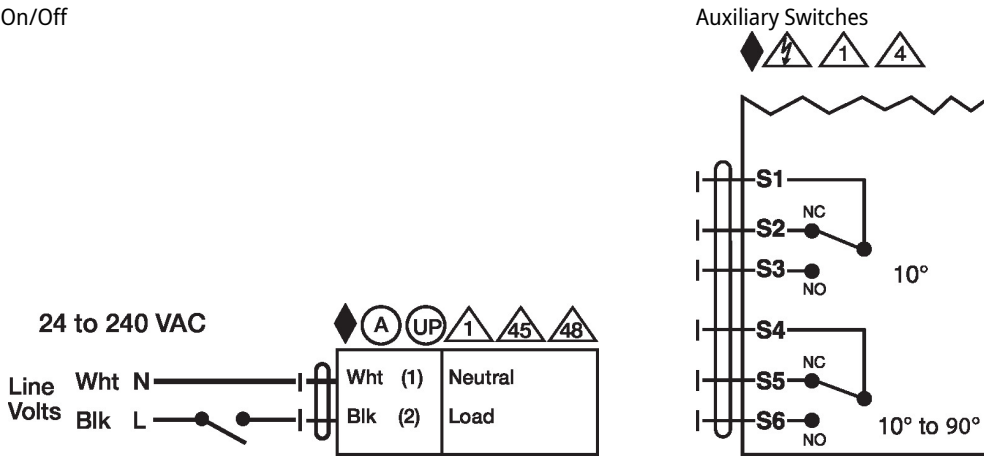 On/Off
24 to 240 VAC
A UP 1 45 48
Line Volts
Wht N
Blk L
Wht (1) Neutral
Blk (2) Load
Auxiliary Switches
1 4
S1
NC
S2
S3
NO
10°
S4
NC
S5
S6
NO
10° to 90°